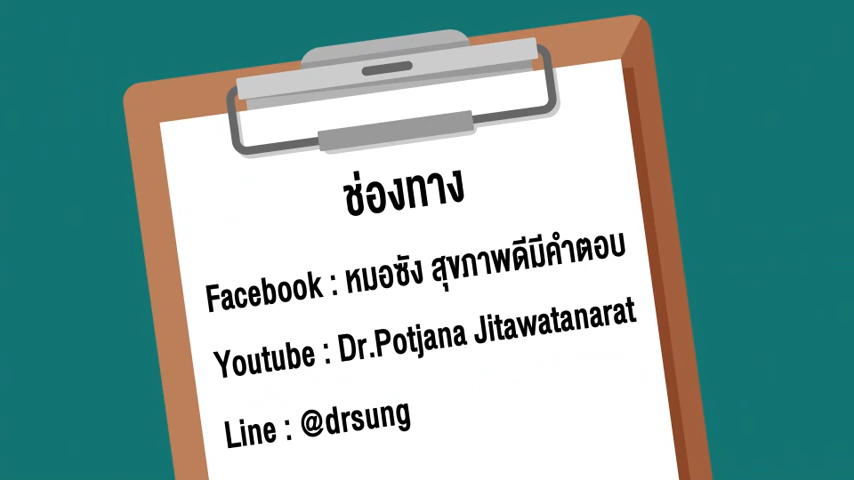 ช่องทาง
Facebook : หมอซัง สุขภาพดีมีคำตอบ
Youtube : Dr.Potjana Jitawatanarat
Line : @drsung